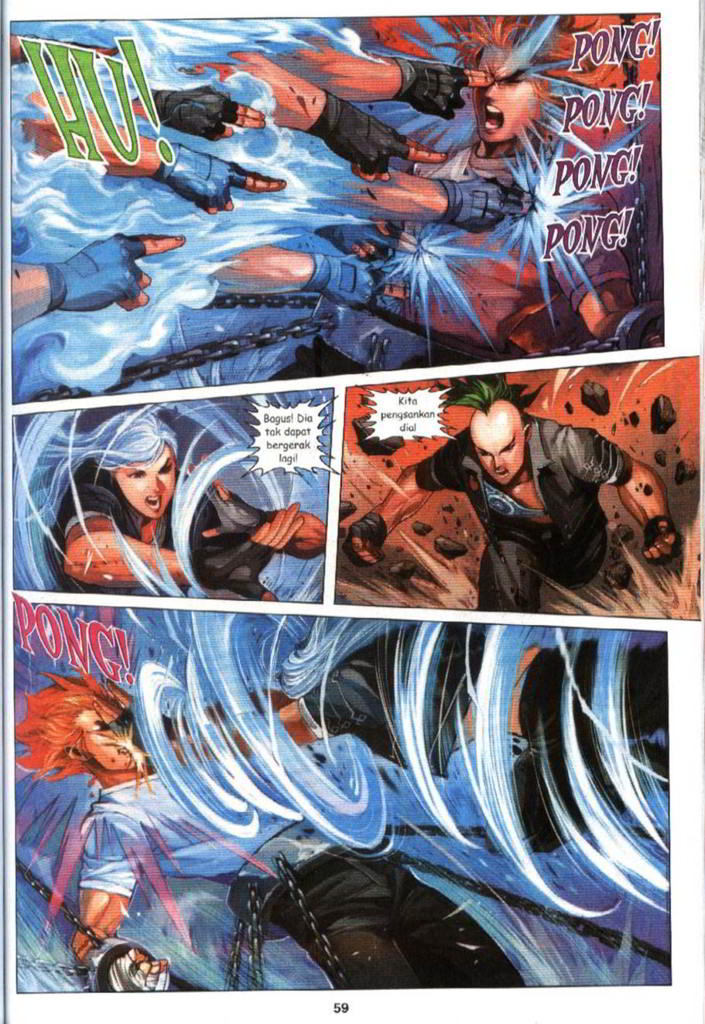 HU!
PONG!
PONG!
PONG!
PONG!
Bagus! Dia
tak dapat
bergerak
lagi!
Kita
pengsankan
dia!
PONG!
59